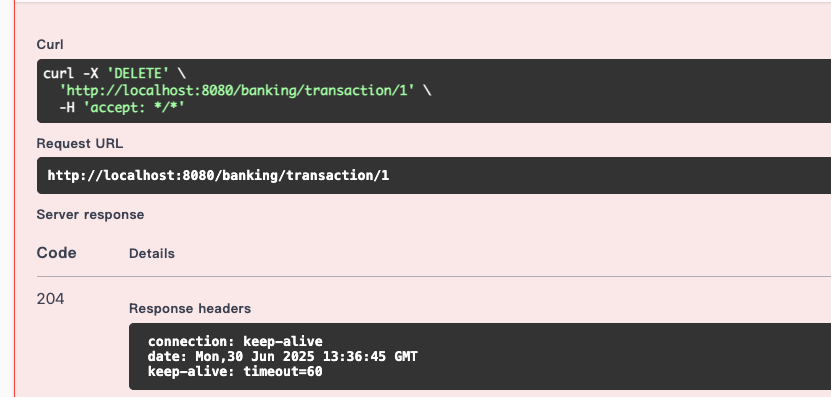 Curl
curl -X 'DELETE' \
'http://localhost:8080/banking/transaction/1' \
-H 'accept: */*'
Request URL
http://localhost:8080/banking/transaction/1
Server response
Code Details
204
Response headers
connection: keep-alive
date: Mon,30 Jun 2025 13:36:45 GMT
keep-alive: timeout=60